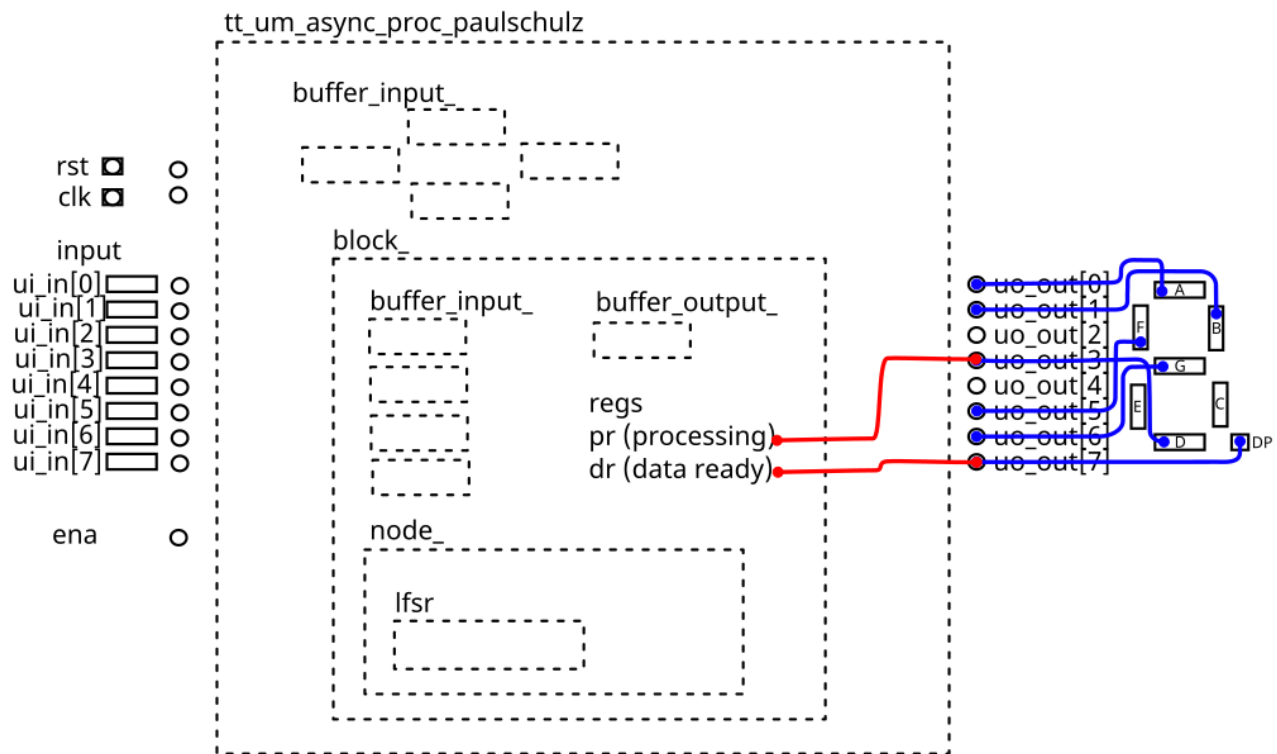 tt_um_async_proc_paulschulz
buffer_input_
rst
clk
input
ui_in[0]
ui_in[1]
ui_in[2]
ui_in[3]
ui_in[4]
ui_in[5]
ui_in[6]
ui_in[7]
ena
block_
buffer_input_
buffer_output_
regs
pr (processing)
dr (data ready)
node_
lfsr
uo_out[0]
uo_out[1]
uo_out[2]
uo_out[3]
uo_out[4]
uo_out[5]
uo_out[6]
uo_out[7]
A
F
B
G
E
C
D
DP